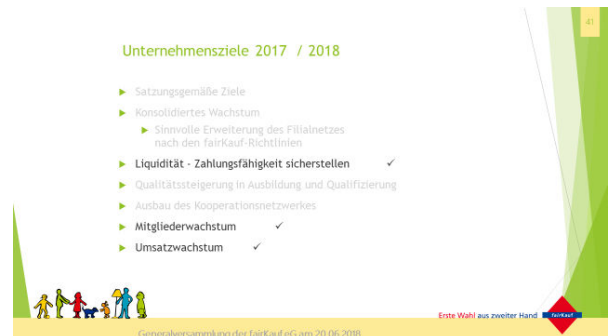 41
Unternehmensziele 2017 / 2018
▶ Satzungsgemäße Ziele
▶ Konsolidiertes Wachstum
▶ Sinnvolle Erweiterung des Filialnetzes
nach den fairKauf-Richtlinien
▶ Liquidität - Zahlungsfähigkeit sicherstellen ✓
▶ Qualitätssteigerung in Ausbildung und Qualifizierung
▶ Ausbau des Kooperationsnetzwerkes
▶ Mitgliederwachstum ✓
▶ Umsatzwachstum ✓
Erste Wahl aus zweiter Hand fairKauf
Generalversammlung der fairKauf eG am 20.06.2018